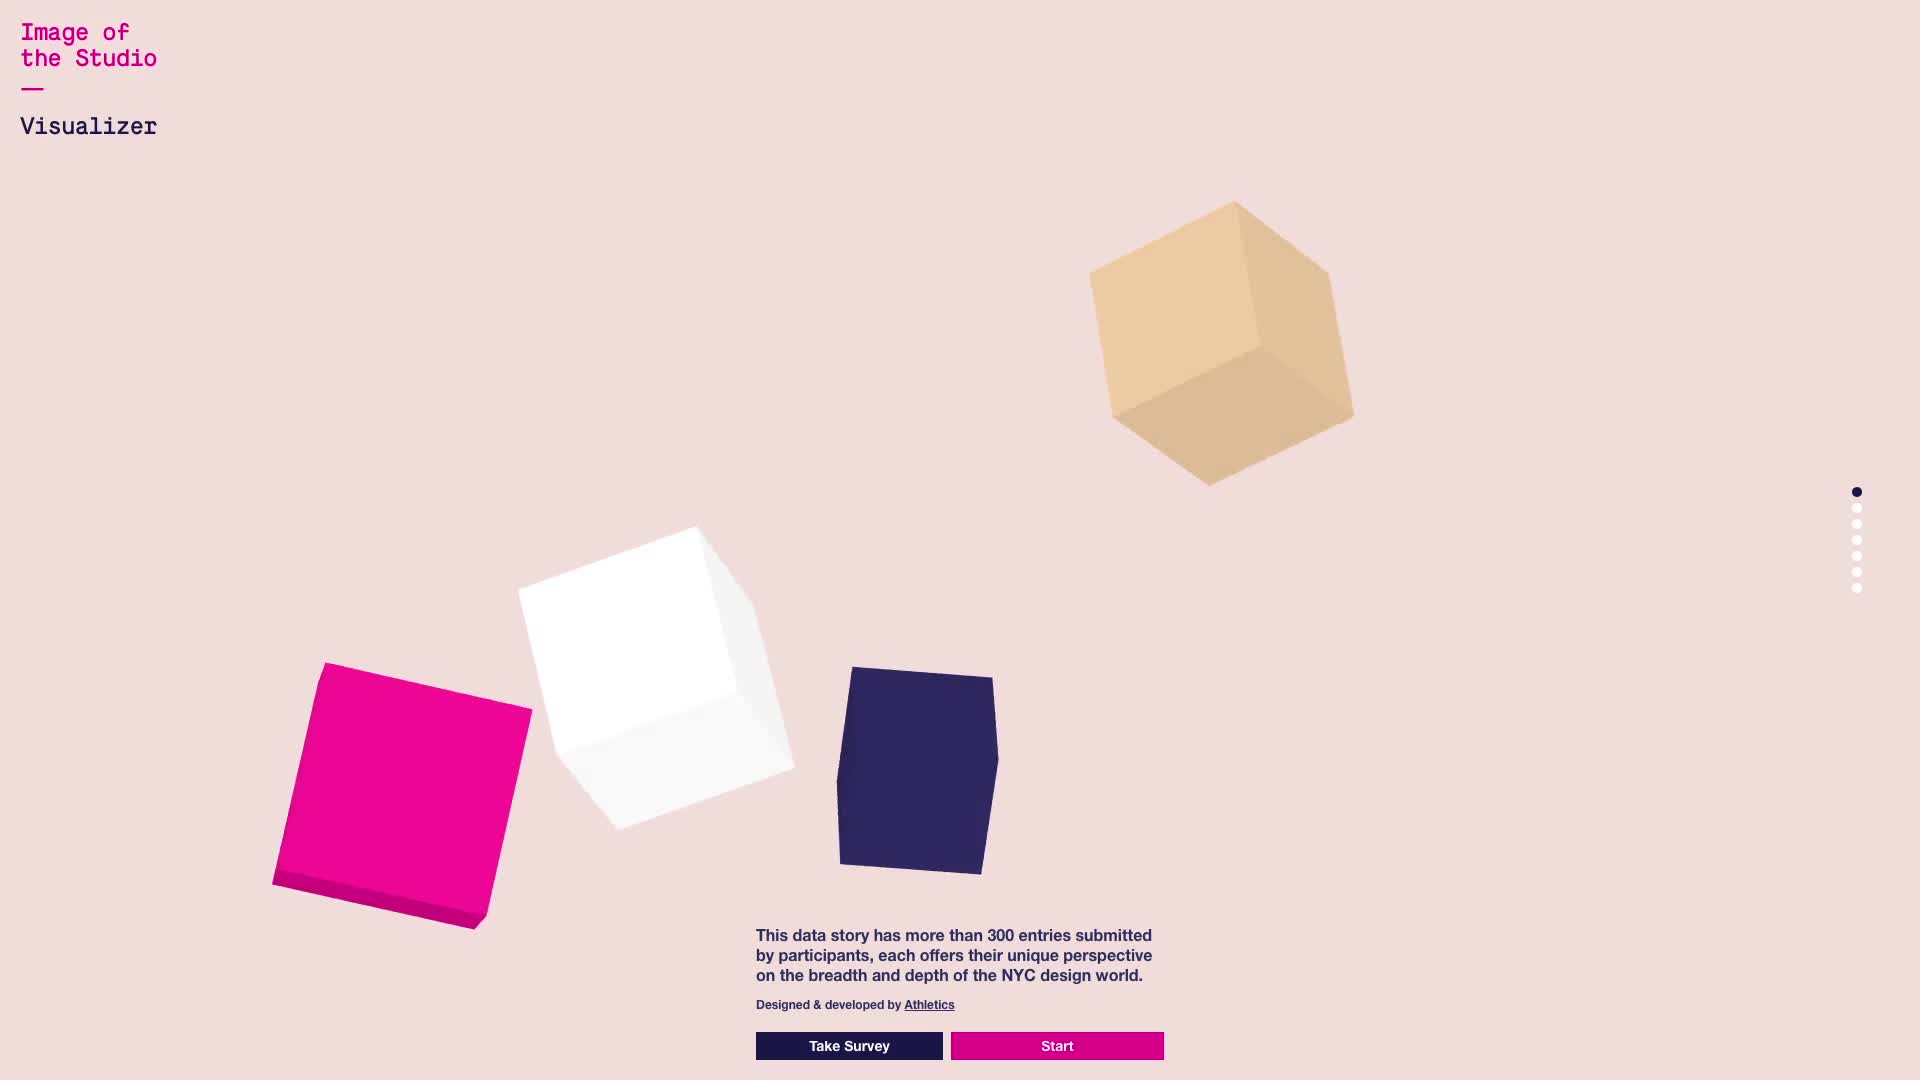 Image of
the Studio
—
Visualizer
This data story has more than 300 entries submitted
by participants, each offers their unique perspective
on the breadth and depth of the NYC design world.
Designed & developed by Athletics
Take Survey
Start